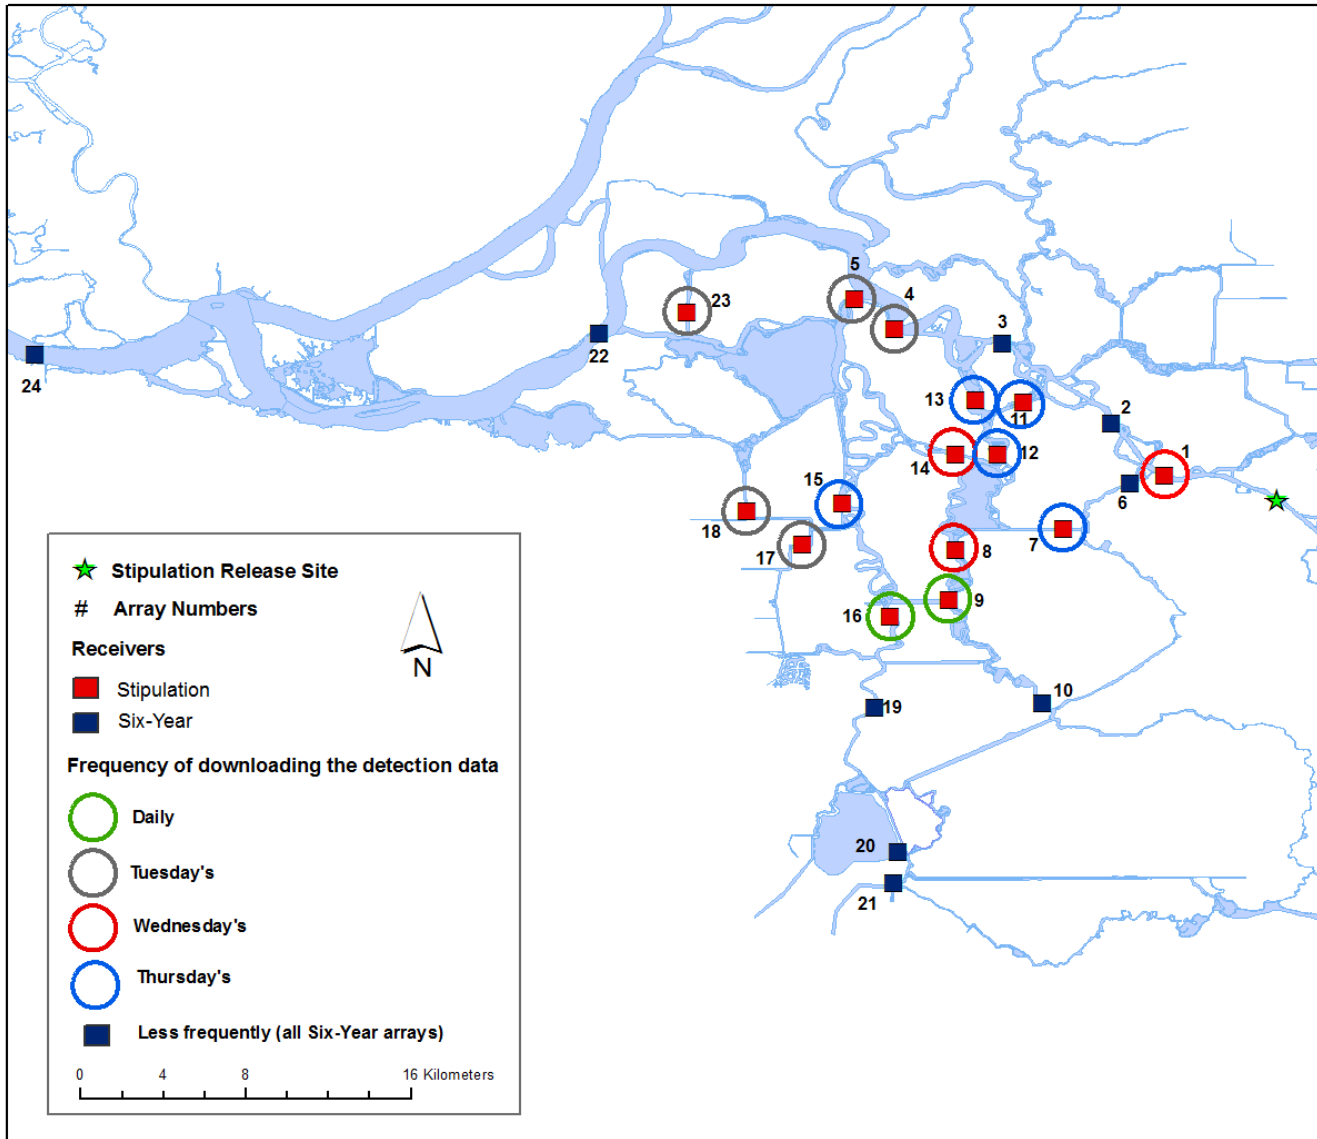 5
4
23
3
22
24
13
11
2
14
12
1
15
6
18
7
17
8
9
16
10
19
20
21
Stipulation Release Site
# Array Numbers
Receivers
Stipulation
Six-Year
N
Frequency of downloading the detection data
Daily
Tuesday's
Wednesday's
Thursday's
Less frequently (all Six-Year arrays)
0 4 8 16 Kilometers